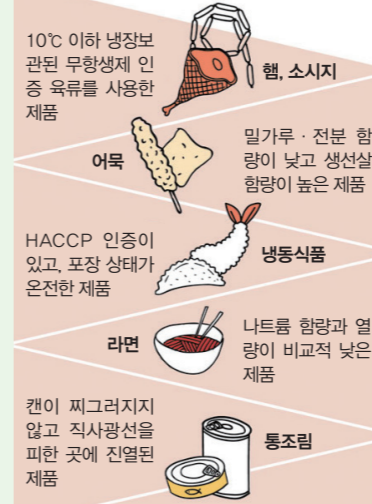 10℃ 이하 냉장보
관된 무항생제 인
증 육류를 사용한
제품
햄, 소시지
어묵
밀가루 · 전분 함
량이 낮고 생선살
함량이 높은 제품
HACCP 인증이
있고, 포장 상태가
온전한 제품
냉동식품
라면
나트륨 함량과 열
량이 비교적 낮은
제품
캔이 찌그러지지
않고 직사광선을
피한 곳에 진열된
제품
통조림